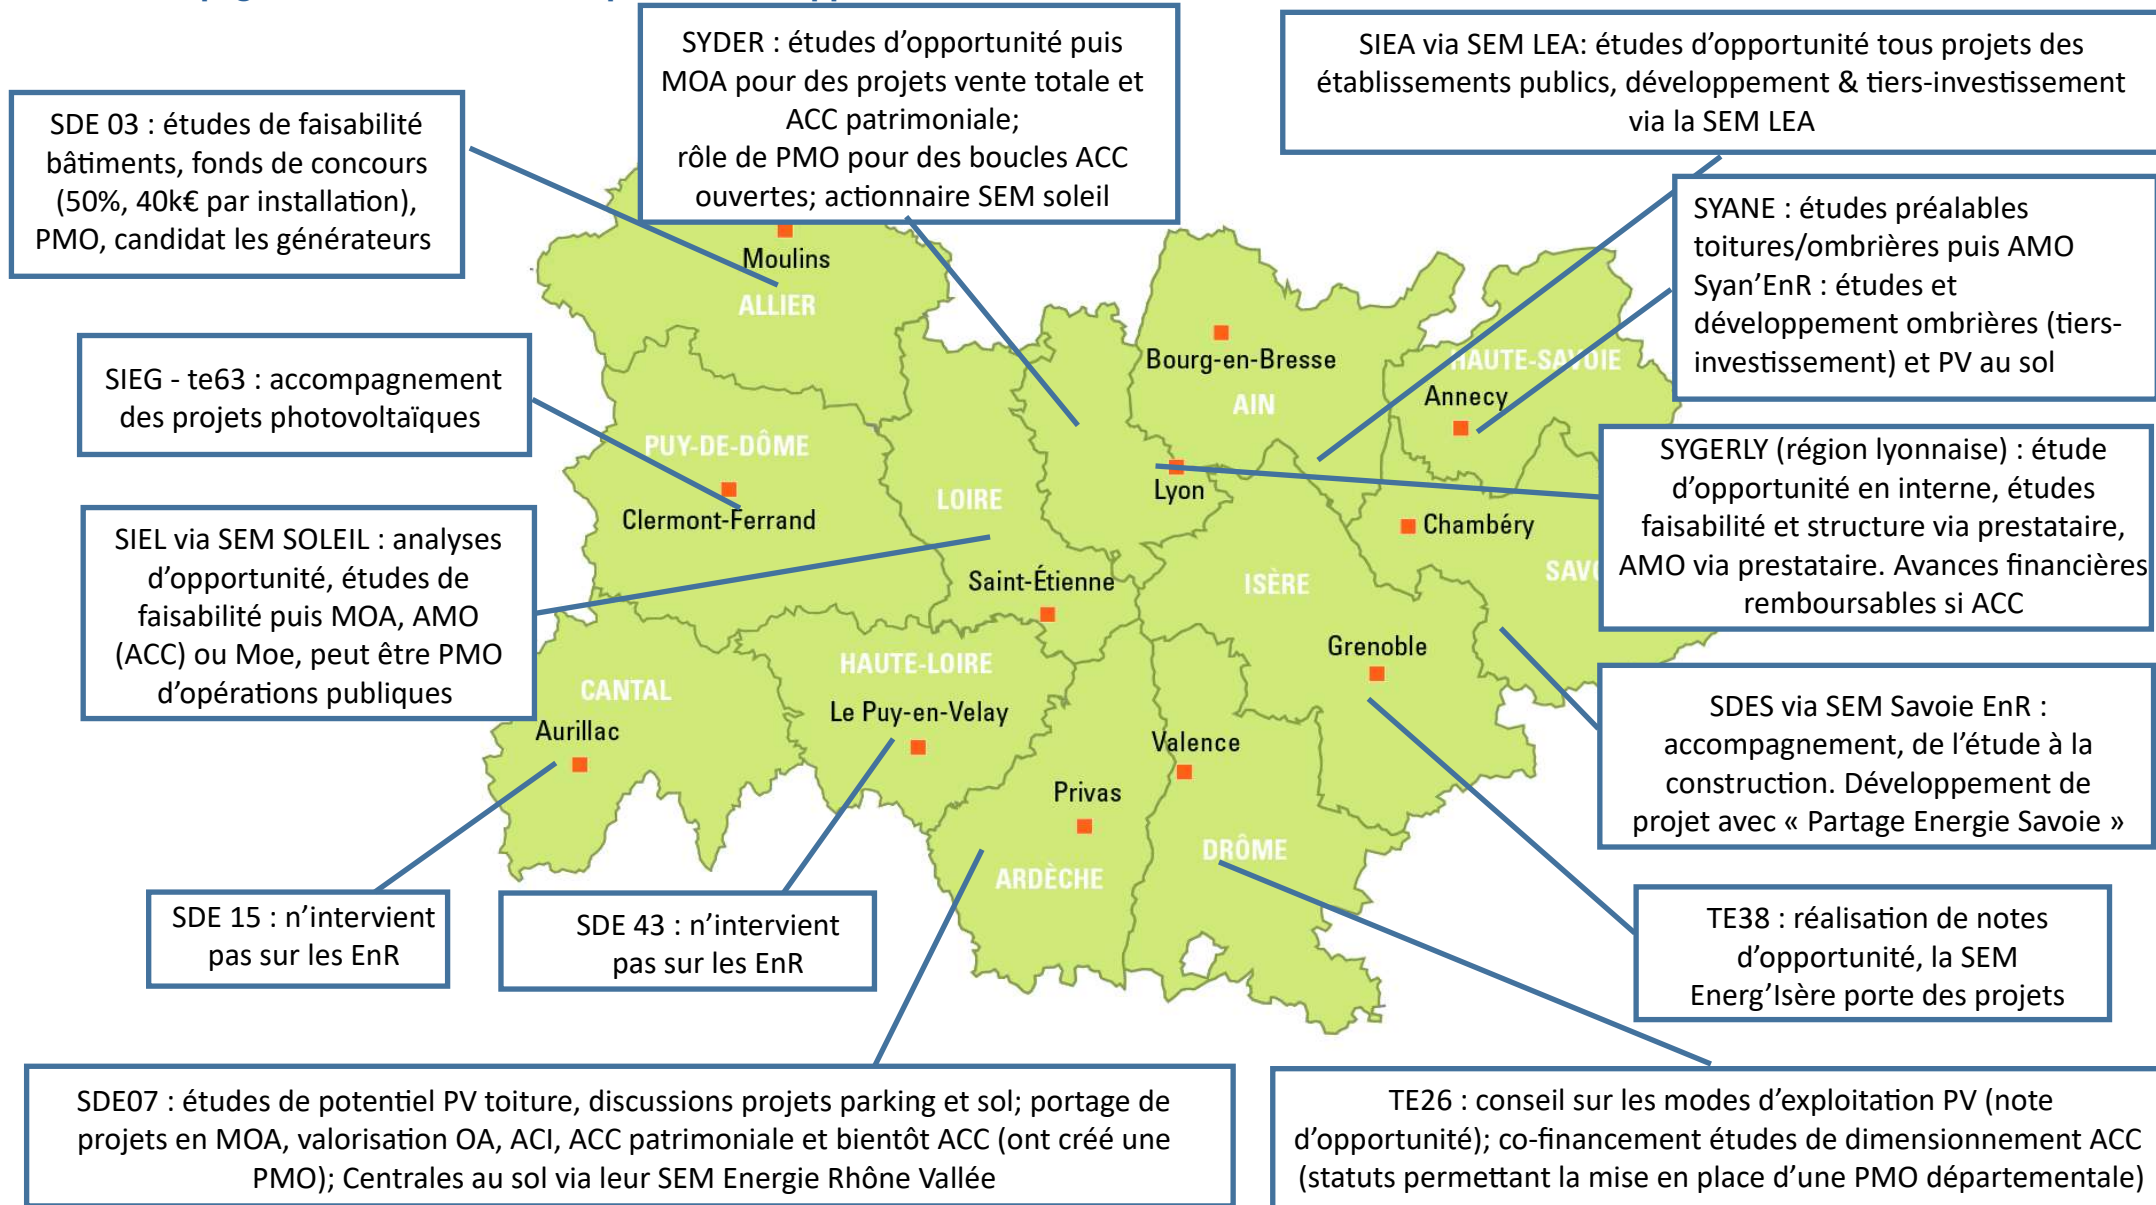 SYDER : études d'opportunité puis
MOA pour des projets vente totale et
ACC patrimoniale;
rôle de PMO pour des boucles ACC
ouvertes; actionnaire SEM soleil
SIEA via SEM LEA: études d'opportunité tous projets des
établissements publics, développement & tiers-investissement
via la SEM LEA
SDE 03 : études de faisabilité
bâtiments, fonds de concours
(50%, 40k€ par installation),
PMO, candidat les générateurs
SYANE : études préalables
toitures/ombrières puis AMO
Syan'EnR : études et
développement ombrières (tiers-
investissement) et PV au sol
Moulins
ALLIER
Bourg-en-Bresse
AIN
HAUTE-SAVOIE
Annecy
SIEG - te63 : accompagnement
des projets photovoltaïques
PUY-DE-DÔME
Clermont-Ferrand
LOIRE
Lyon
SYGERLY (région lyonnaise) : étude
d'opportunité en interne, études
faisabilité et structure via prestataire,
AMO via prestataire. Avances financières
remboursables si ACC
Chambéry
SAVO
SIEL via SEM SOLEIL : analyses
d'opportunité, études de
faisabilité puis MOA, AMO
(ACC) ou Moe, peut être PMO
d'opérations publiques
Saint-Étienne
ISÈRE
Grenoble
HAUTE-LOIRE
Le Puy-en-Velay
CANTAL
Aurillac
Valence
Privas
DRÔME
ARDÈCHE
SDES via SEM Savoie EnR :
accompagnement, de l'étude à la
construction. Développement de
projet avec « Partage Energie Savoie »
SDE 15 : n'intervient
pas sur les EnR
SDE 43 : n'intervient
pas sur les EnR
TE38 : réalisation de notes
d'opportunité, la SEM
Energ'Isère porte des projets
SDE07 : études de potentiel PV toiture, discussions projets parking et sol; portage de
projets en MOA, valorisation OA, ACI, ACC patrimoniale et bientôt ACC (ont créé une
PMO); Centrales au sol via leur SEM Energie Rhône Vallée
TE26 : conseil sur les modes d'exploitation PV (note
d'opportunité); co-financement études de dimensionnement ACC
(statuts permettant la mise en place d'une PMO départementale)